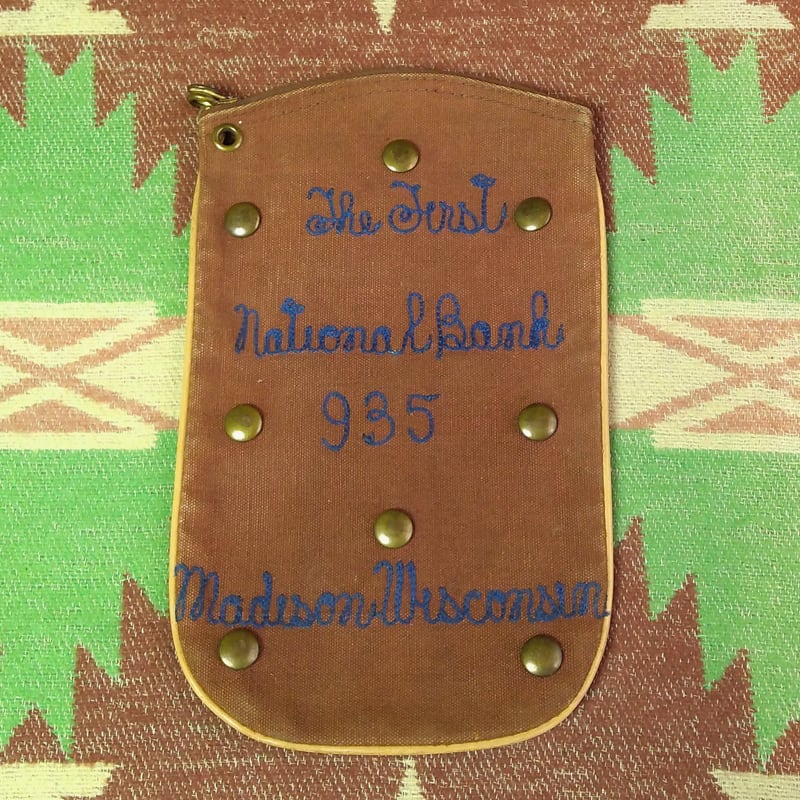 The First
National Bank
935
Madison Wisconsin